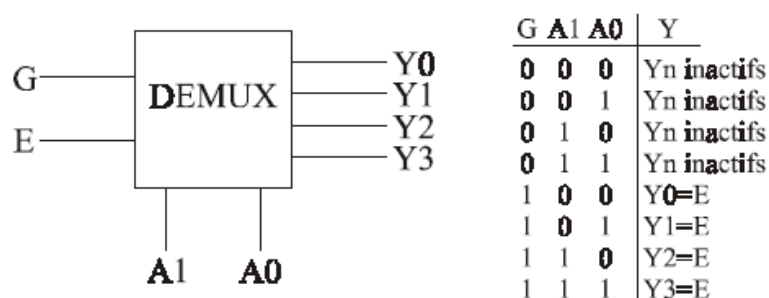 G
E
DEMUX
Y0
Y1
Y2
Y3
A1 A0
G A1 A0 Y
0 0 0 Yn inactifs
0 0 1 Yn inactifs
0 1 0 Yn inactifs
0 1 1 Yn inactifs
1 0 0 Y0=E
1 0 1 Y1=E
1 1 0 Y2=E
1 1 1 Y3=E